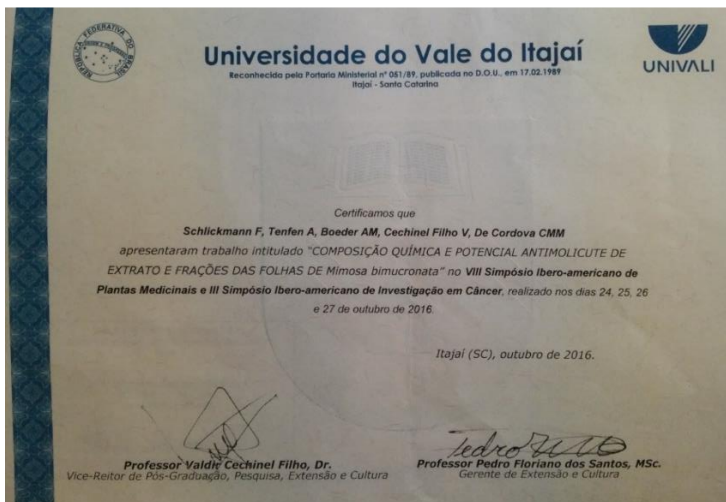 REPÚBLICA FEDERATIVA DO BRASIL
Universidade do Vale do Itajaí
Reconhecida pela Portaria Ministerial nº 051/89, publicada no D.O.U., em 17.02.1989
Itajaí - Santa Catarina
UNIVALI
Certificamos que
Schlickmann F, Tenfen A, Boeder AM, Cechinel Filho V, De Cordova CMM
apresentaram trabalho intitulado "COMPOSIÇÃO QUÍMICA E POTENCIAL ANTIMOLICUTE DE
EXTRATO E FRAÇÕES DAS FOLHAS DE Mimosa bimucronata" no VIII Simpósio Ibero-americano de
Plantas Medicinais e III Simpósio Ibero-americano de Investigação em Câncer, realizado nos dias 24, 25, 26
e 27 de outubro de 2016.
Itajaí (SC), outubro de 2016.
Professor Valdir Cechinel Filho, Dr.
Vice-Reitor de Pós-Graduação, Pesquisa, Extensão e Cultura
Professor Pedro Floriano dos Santos, MSc.
Gerente de Extensão e Cultura